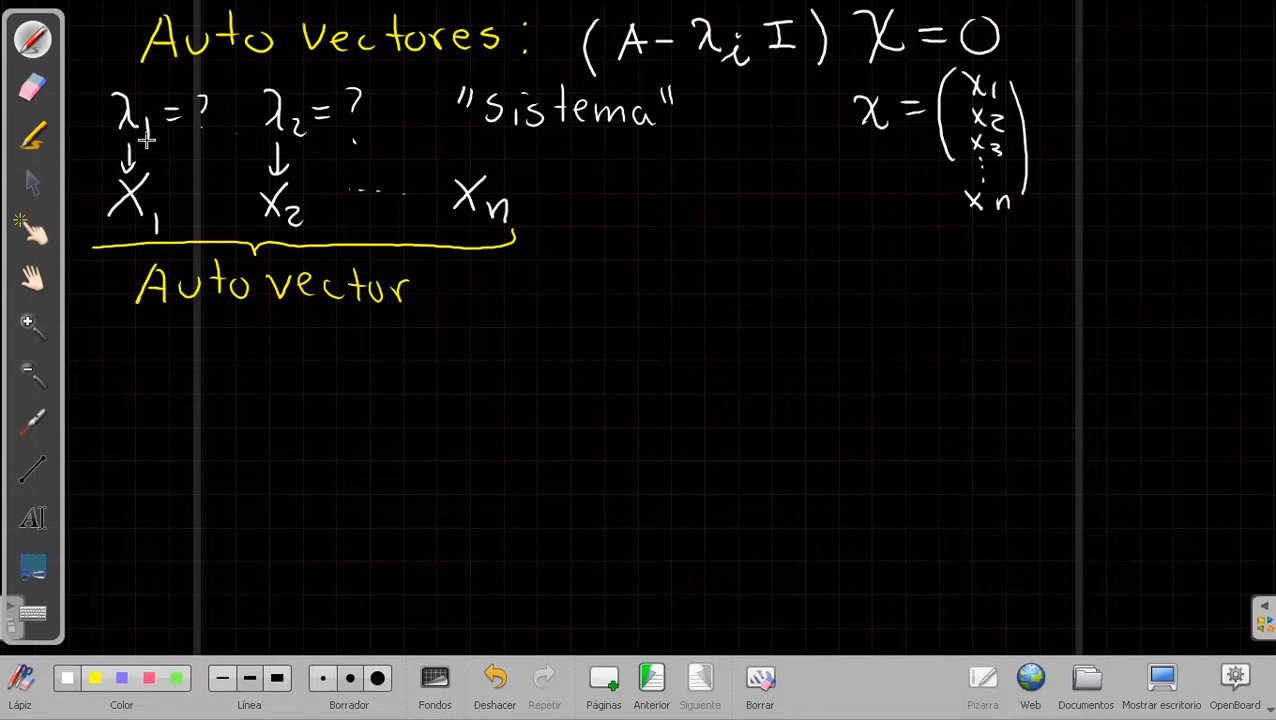 Auto vectores: (A - λi I) X = 0
λ1 = ? λ2 = ? "Sistema" x = (x1
x2
x3
⋮
xn)
↓ ↓
X1 x2 .... Xn
Auto vector
AI
Lápiz Color Línea Borrador Fondos Deshacer Repetir Páginas Anterior Siguiente Borrar Pizarra Web Documentos Mostrar escritorio OpenBoard